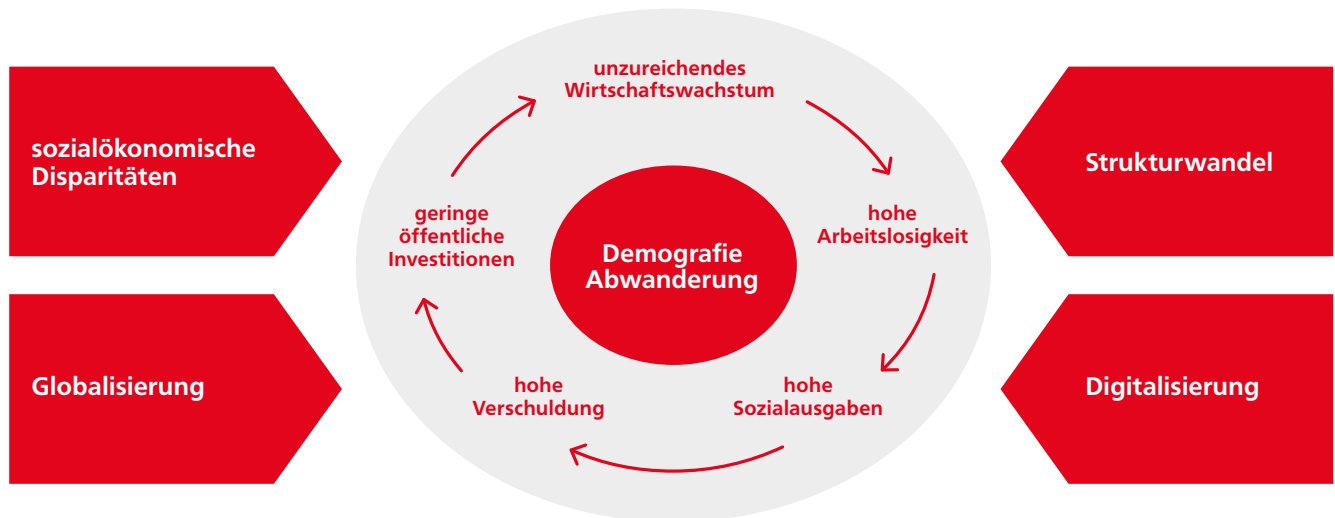 sozialökonomische
Disparitäten
Globalisierung
unzureichendes
Wirtschaftswachstum
hohe
Arbeitslosigkeit
hohe
Sozialausgaben
hohe
Verschuldung
geringe
öffentliche
Investitionen
Demografie
Abwanderung
Strukturwandel
Digitalisierung